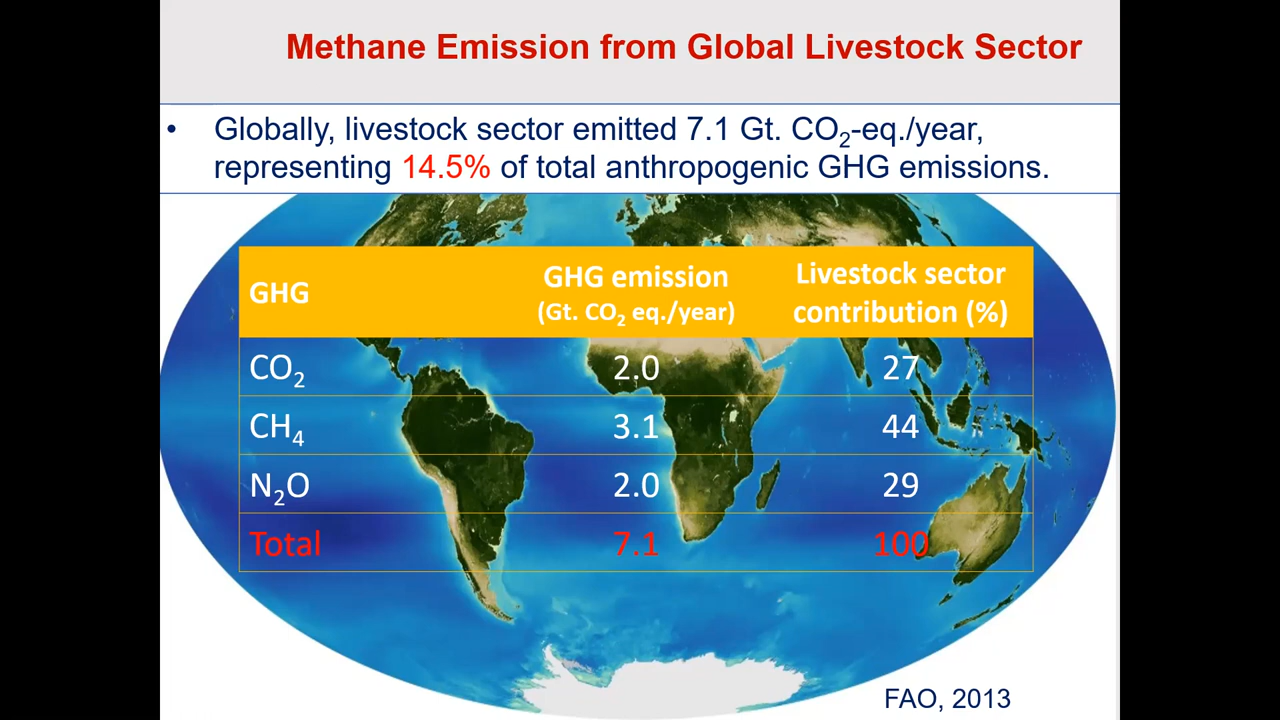 Methane Emission from Global Livestock Sector
• Globally, livestock sector emitted 7.1 Gt. CO₂-eq./year,
representing 14.5% of total anthropogenic GHG emissions.
GHG GHG emission (Gt. CO₂ eq./year) Livestock sector contribution (%)
CO₂ 2.0 27
CH₄ 3.1 44
N₂O 2.0 29
Total 7.1 100
FAO, 2013